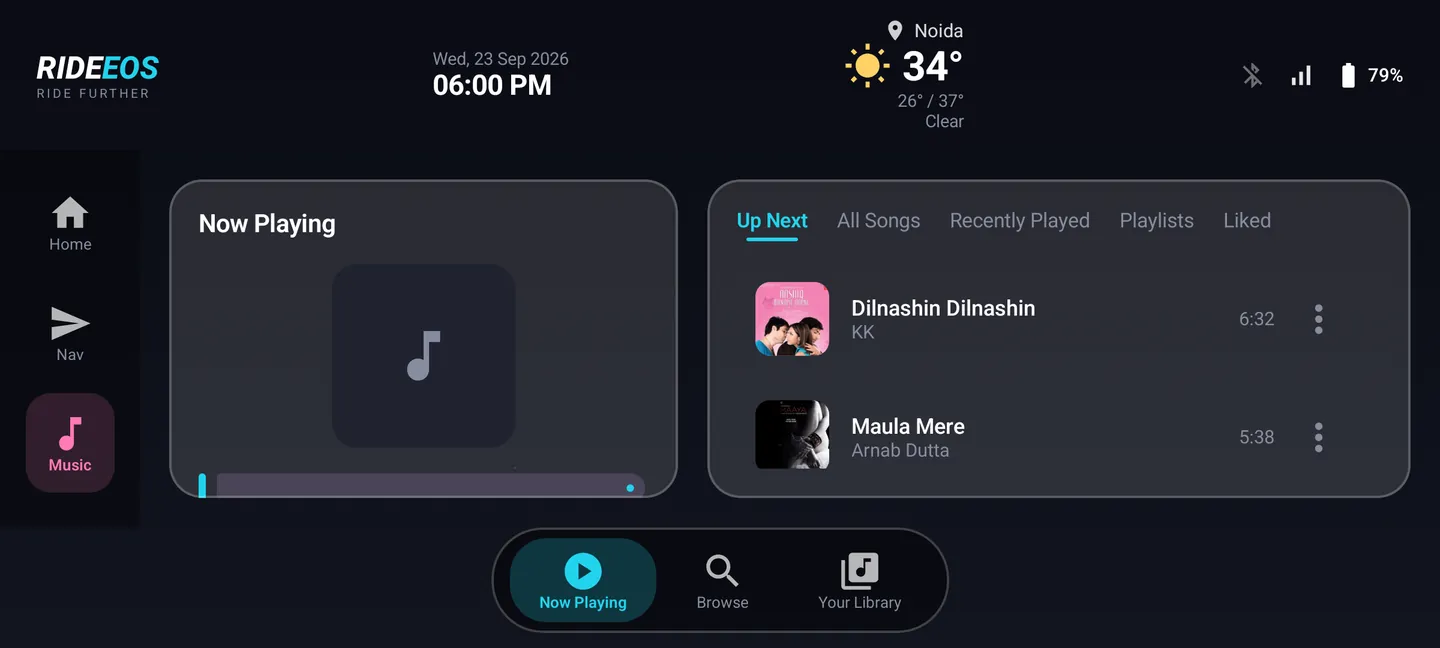 RIDEEOS
RIDE FURTHER
Wed, 23 Sep 2026
06:00 PM
Noida
34°
26° / 37°
Clear
79%
Home
Nav
Music
Now Playing
Up Next
All Songs
Recently Played
Playlists
Liked
Dilnashin Dilnashin
KK
6:32
Maula Mere
Arnab Dutta
5:38
Now Playing
Browse
Your Library